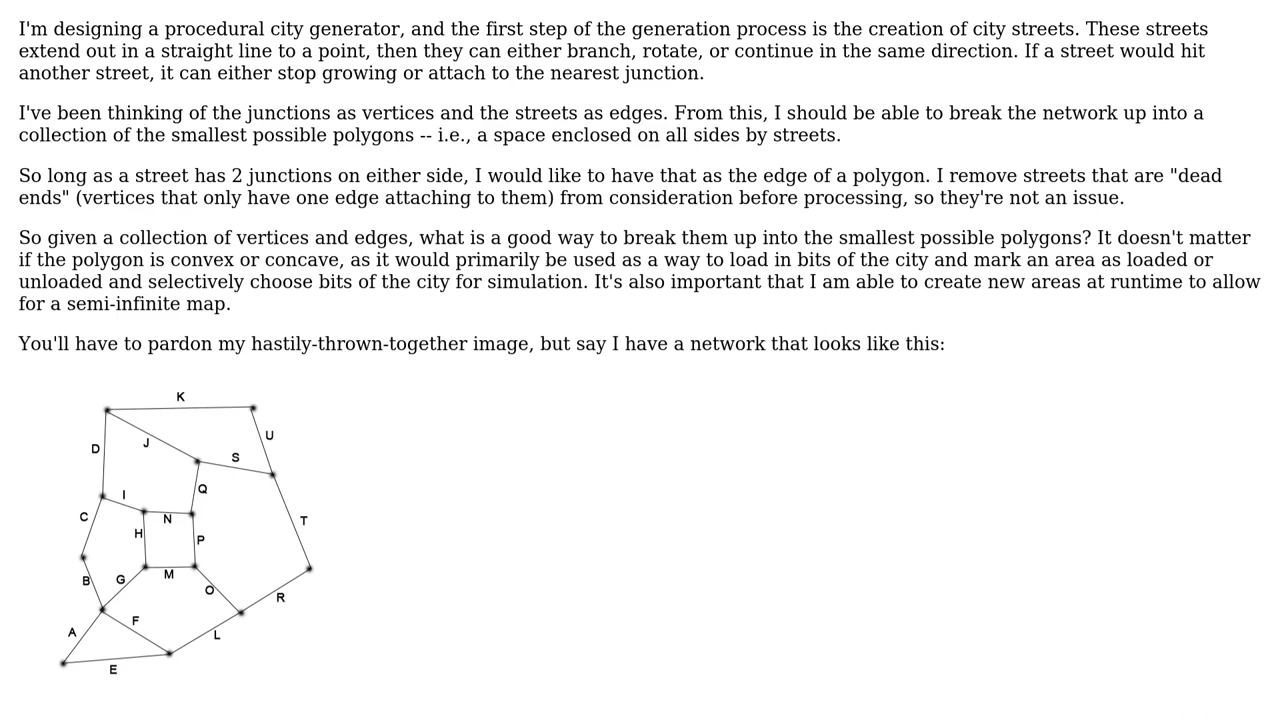 I'm designing a procedural city generator, and the first step of the generation process is the creation of city streets. These streets
extend out in a straight line to a point, then they can either branch, rotate, or continue in the same direction. If a street would hit
another street, it can either stop growing or attach to the nearest junction.
I've been thinking of the junctions as vertices and the streets as edges. From this, I should be able to break the network up into a
collection of the smallest possible polygons -- i.e., a space enclosed on all sides by streets.
So long as a street has 2 junctions on either side, I would like to have that as the edge of a polygon. I remove streets that are "dead
ends" (vertices that only have one edge attaching to them) from consideration before processing, so they're not an issue.
So given a collection of vertices and edges, what is a good way to break them up into the smallest possible polygons? It doesn't matter
if the polygon is convex or concave, as it would primarily be used as a way to load in bits of the city and mark an area as loaded or
unloaded and selectively choose bits of the city for simulation. It's also important that I am able to create new areas at runtime to allow
for a semi-infinite map.
You'll have to pardon my hastily-thrown-together image, but say I have a network that looks like this:
K
U
J
D
S
Q
I
C
N
T
H
P
M
B
G
O
R
F
A
L
E